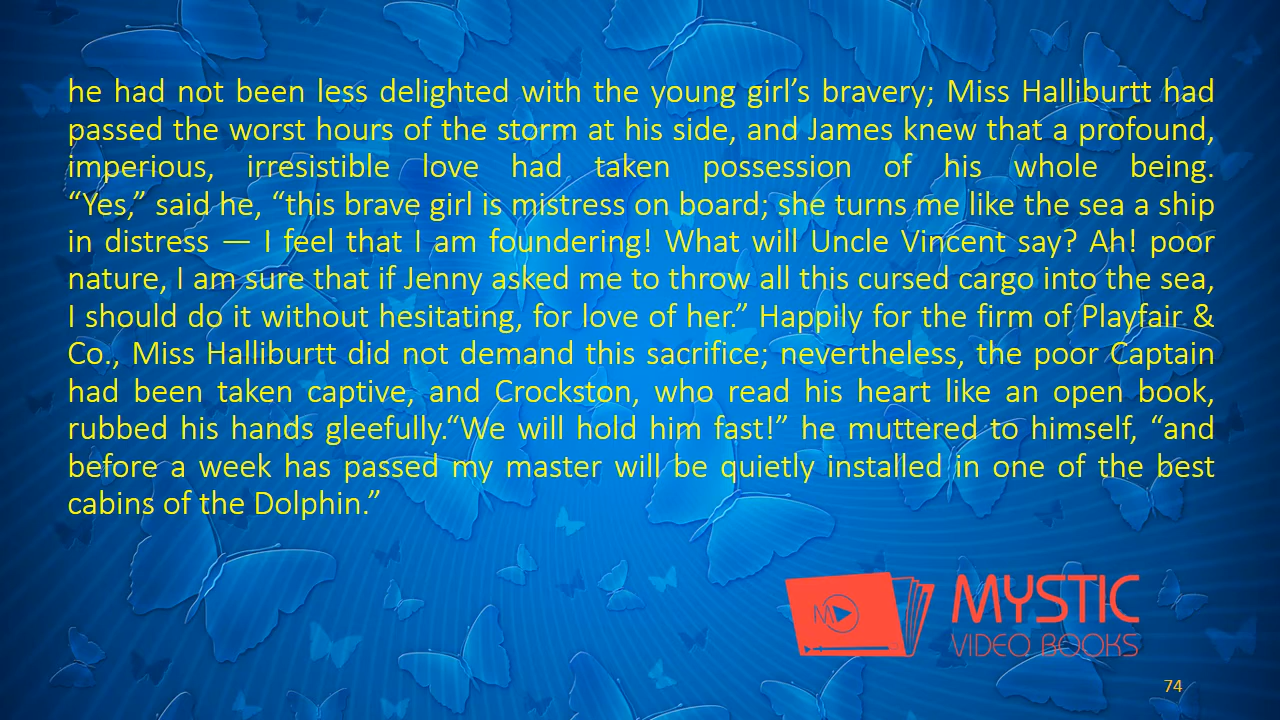 he had not been less delighted with the young girl’s bravery; Miss Halliburtt had
passed the worst hours of the storm at his side, and James knew that a profound,
imperious, irresistible love had taken possession of his whole being.
“Yes,” said he, “this brave girl is mistress on board; she turns me like the sea a ship
in distress — I feel that I am foundering! What will Uncle Vincent say? Ah! poor
nature, I am sure that if Jenny asked me to throw all this cursed cargo into the sea,
I should do it without hesitating, for love of her.” Happily for the firm of Playfair &
Co., Miss Halliburtt did not demand this sacrifice; nevertheless, the poor Captain
had been taken captive, and Crockston, who read his heart like an open book,
rubbed his hands gleefully.“We will hold him fast!” he muttered to himself, “and
before a week has passed my master will be quietly installed in one of the best
cabins of the Dolphin.”
MYSTIC
VIDEO BOOKS
74